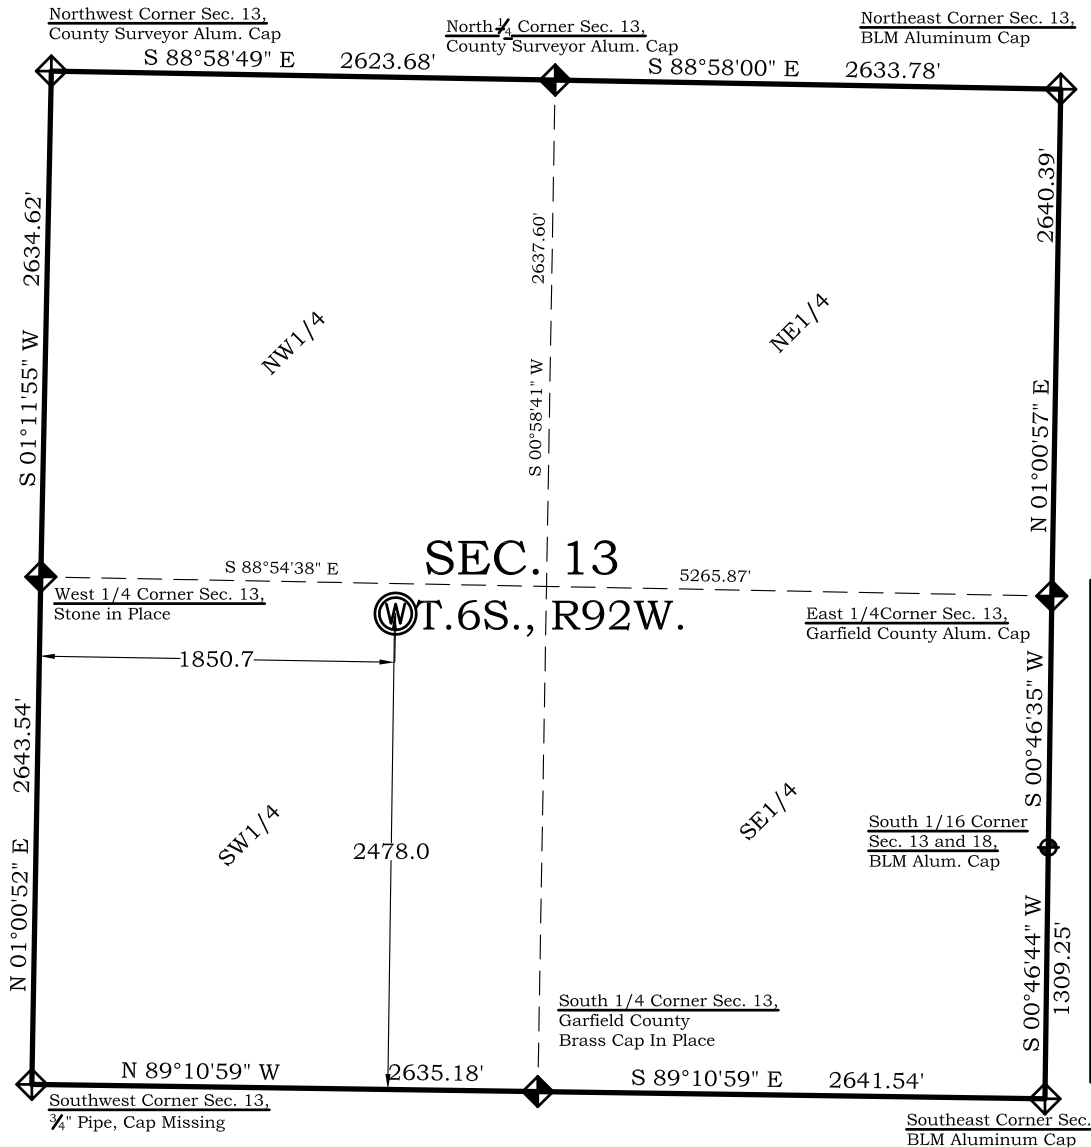 Northwest Corner Sec. 13,
County Surveyor Alum. Cap
North 1/4 Corner Sec. 13,
County Surveyor Alum. Cap
Northeast Corner Sec. 13,
BLM Aluminum Cap
S 88°58'49" E 2623.68'
S 88°58'00" E 2633.78'
S 01°11'55" W 2634.62'
S 00°58'41" W 2637.60'
N 01°00'57" E 2640.39'
NW1/4
NE1/4
SEC. 13
S 88°54'38" E 5265.87'
West 1/4 Corner Sec. 13,
Stone in Place
W
T.6S., R92W.
East 1/4Corner Sec. 13,
Garfield County Alum. Cap
1850.7
N 01°00'52" E 2643.54'
S 00°46'35" W
SW1/4
SE1/4
2478.0
South 1/16 Corner
Sec. 13 and 18,
BLM Alum. Cap
S 00°46'44" W 1309.25'
South 1/4 Corner Sec. 13,
Garfield County
Brass Cap In Place
N 89°10'59" W 2635.18'
S 89°10'59" E 2641.54'
Southwest Corner Sec. 13,
3/4" Pipe, Cap Missing
Southeast Corner Sec.
BLM Aluminum Cap